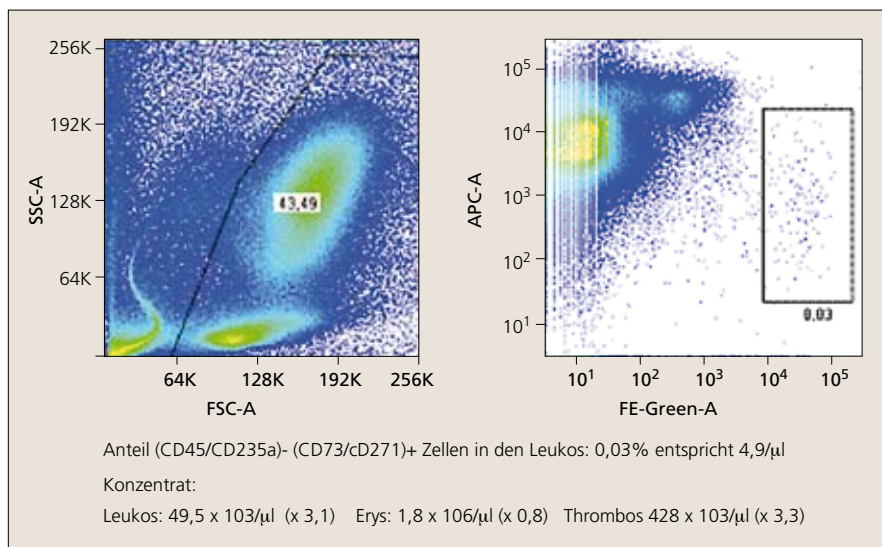 256K
192K
128K
64K
SSC-A
43,49
64K 128K 192K 256K
FSC-A
10⁵
10⁴
10³
10²
10¹
APC-A
0,03
10¹ 10² 10³ 10⁴ 10⁵
FE-Green-A
Anteil (CD45/CD235a)- (CD73/cD271)+ Zellen in den Leukos: 0,03% entspricht 4,9/µl
Konzentrat:
Leukos: 49,5 x 103/µl (x 3,1) Erys: 1,8 x 106/µl (x 0,8) Thrombos 428 x 103/µl (x 3,3)